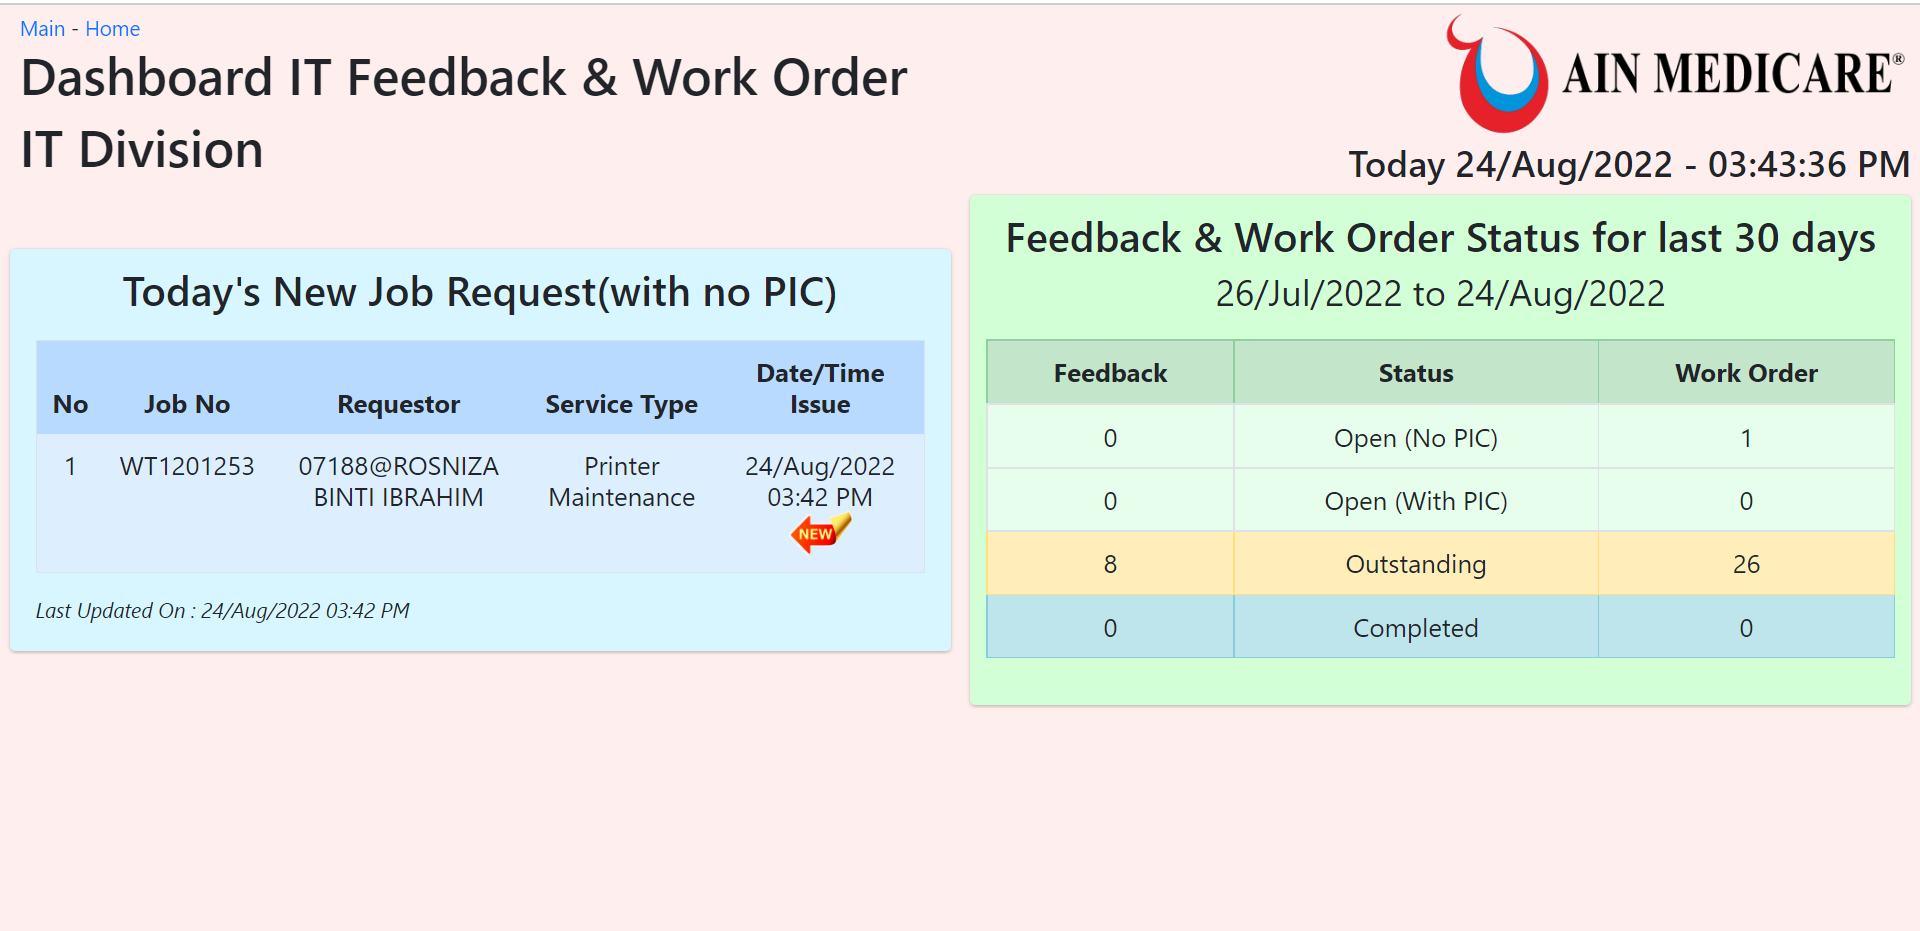 Main - Home
Dashboard IT Feedback & Work Order
IT Division
AIN MEDICARE®
Today 24/Aug/2022 - 03:43:36 PM
Today's New Job Request(with no PIC)
No Job No Requestor Service Type Date/Time Issue
1 WT1201253 07188@ROSNIZA Printer 24/Aug/2022
BINTI IBRAHIM Maintenance 03:42 PM
NEW
Last Updated On : 24/Aug/2022 03:42 PM
Feedback & Work Order Status for last 30 days
26/Jul/2022 to 24/Aug/2022
Feedback Status Work Order
0 Open (No PIC) 1
0 Open (With PIC) 0
8 Outstanding 26
0 Completed 0